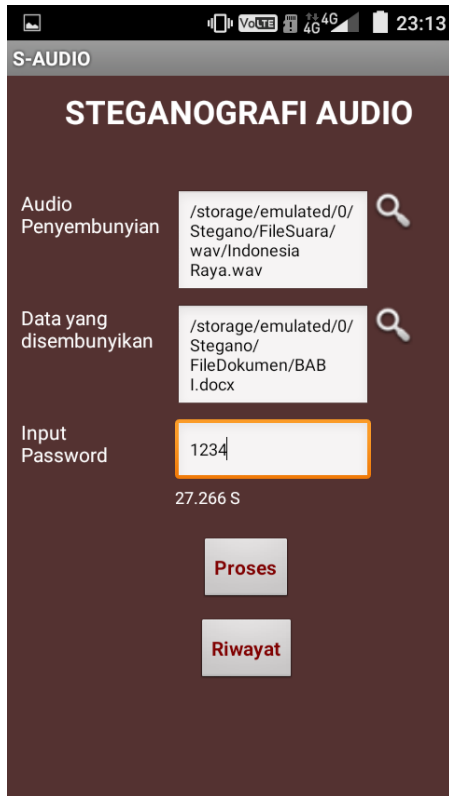 VoLTE 4G 4G 23:13
S-AUDIO
STEGANOGRAFI AUDIO
Audio
Penyembunyian
/storage/emulated/0/
Stegano/FileSuara/
wav/Indonesia
Raya.wav
Data yang
disembunyikan
/storage/emulated/0/
Stegano/
FileDokumen/BAB
I.docx
Input
Password
1234
27.266 S
Proses
Riwayat